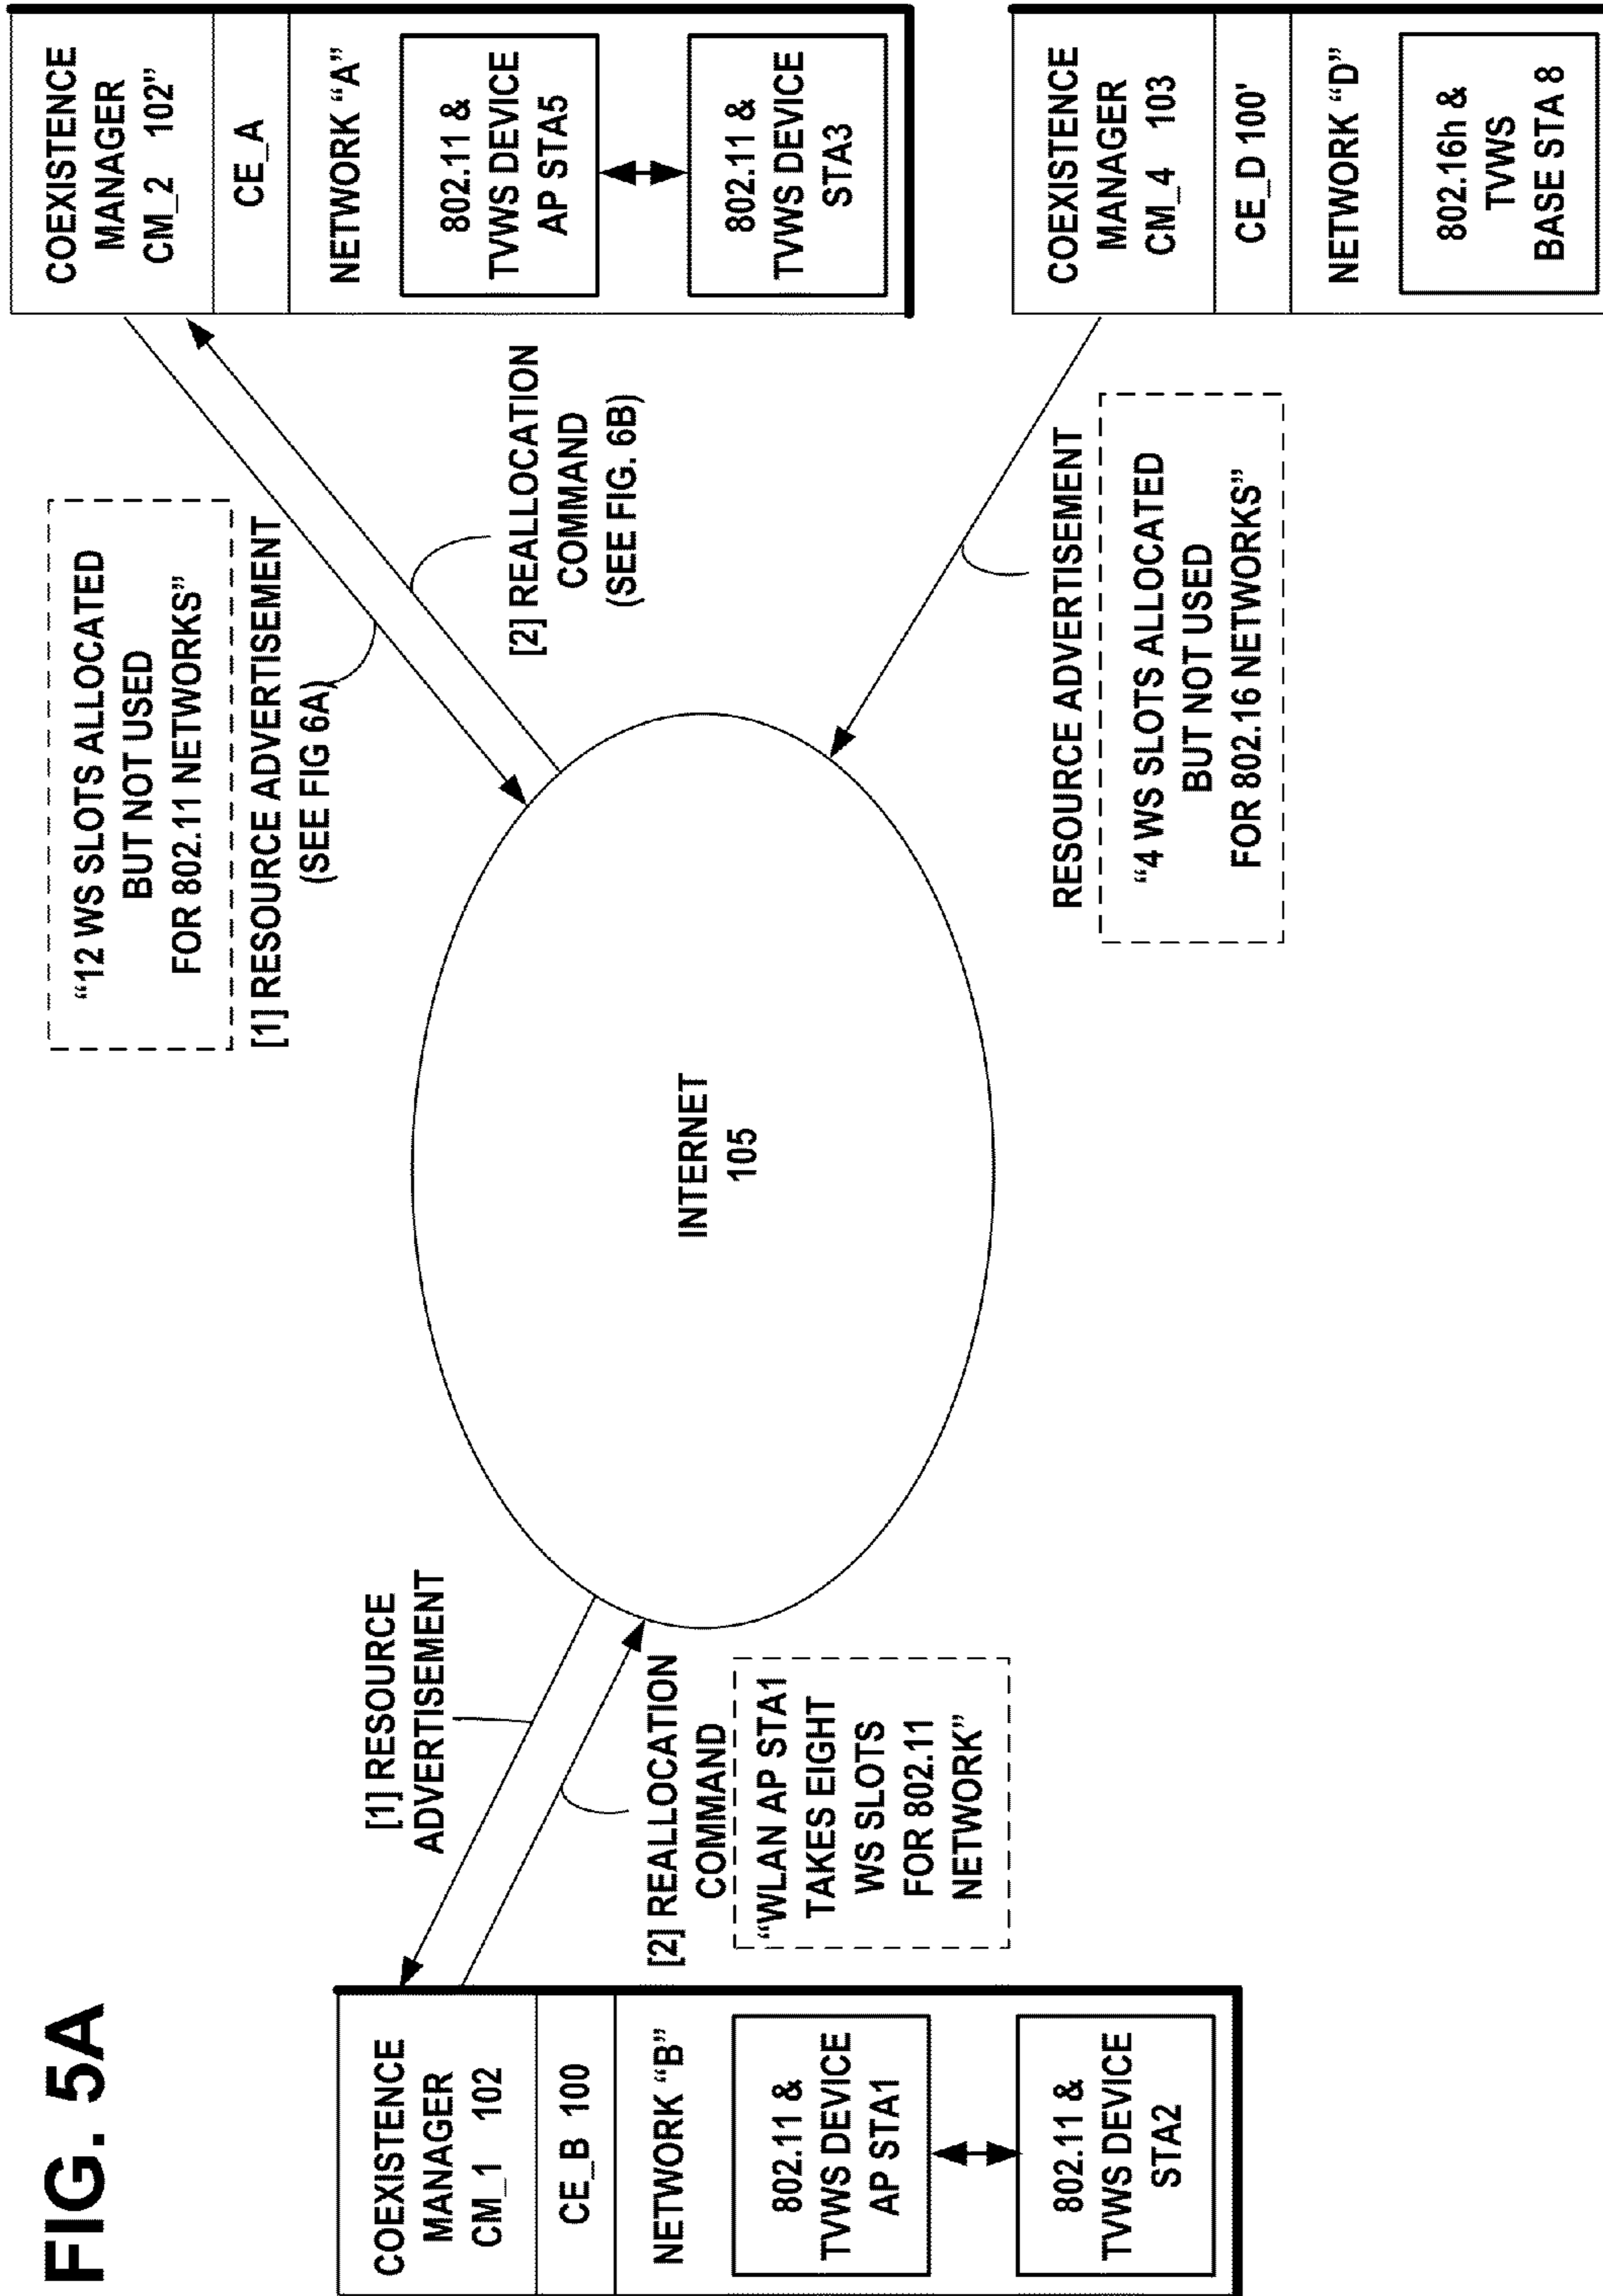 FIG. 5A
COEXISTENCE
MANAGER
CM_1 102
CE_B 100
NETWORK “B”
802.11 &
TVWS DEVICE
AP STA1
802.11 &
TVWS DEVICE
STA2
[1] RESOURCE
ADVERTISEMENT
[2] REALLOCATION
COMMAND
“WLAN AP STA1
TAKES EIGHT
WS SLOTS
FOR 802.11
NETWORK”
INTERNET
105
“12 WS SLOTS ALLOCATED
BUT NOT USED
FOR 802.11 NETWORKS”
[1] RESOURCE ADVERTISEMENT
(SEE FIG 6A)
[2] REALLOCATION
COMMAND
(SEE FIG. 6B)
RESOURCE ADVERTISEMENT
“4 WS SLOTS ALLOCATED
BUT NOT USED
FOR 802.16 NETWORKS”
COEXISTENCE
MANAGER
CM_2 102”
CE_A
NETWORK “A”
802.11 &
TVWS DEVICE
AP STA5
802.11 &
TVWS DEVICE
STA3
COEXISTENCE
MANAGER
CM_4 103
CE_D 100'
NETWORK “D”
802.16h &
TVWS
BASE STA 8